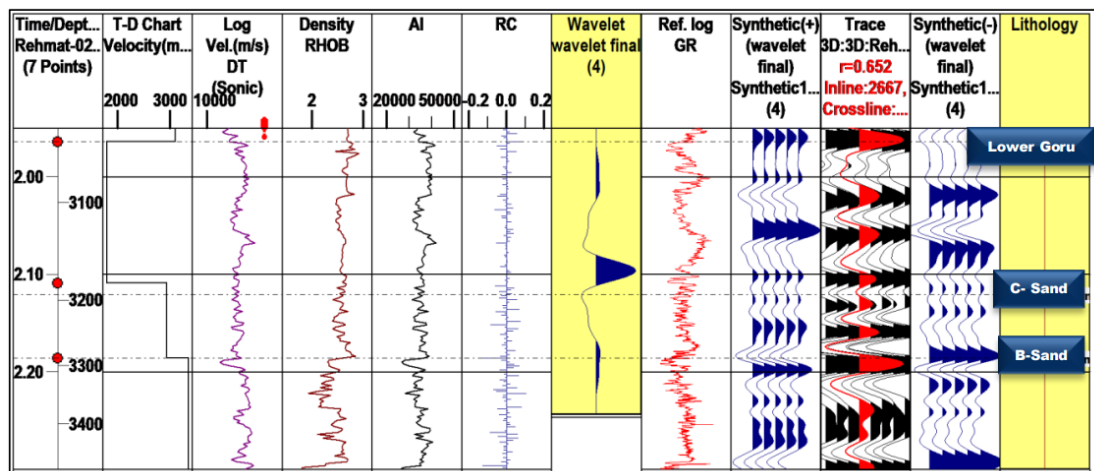 Time/Dept...
Rehmat-02..
(7 Points)
T-D Chart
Velocity(m...
2000 3000
Log
Vel.(m/s)
DT
(Sonic)
10000
Density
RHOB
2 3
AI
20000 50000
RC
-0.2 0.0 0.2
Wavelet
wavelet final
(4)
Ref. log
GR
Synthetic(+)
(wavelet
final)
Synthetic1...
(4)
Trace
3D:3D:Reh...
r=0.652
Inline:2667,
Crossline:....
Synthetic(-)
(wavelet
final)
Synthetic1...
(4)
Lithology
Lower Goru
2.00
3100
2.10
C- Sand
3200
B-Sand
3300
2.20
3400